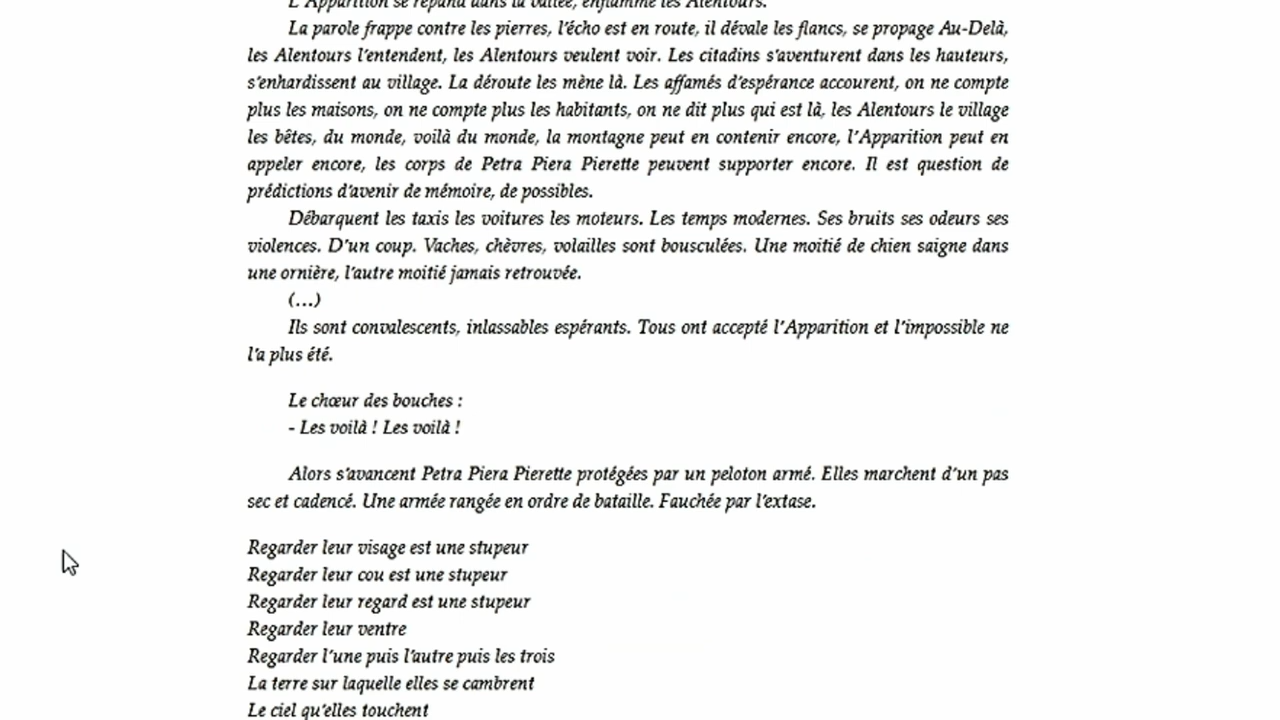 L'Apparition se répand dans la vallée, enflamme les Alentours.
La parole frappe contre les pierres, l'écho est en route, il dévale les flancs, se propage Au-Delà,
les Alentours l'entendent, les Alentours veulent voir. Les citadins s'aventurent dans les hauteurs,
s'enhardissent au village. La déroute les mène là. Les affamés d'espérance accourent, on ne compte
plus les maisons, on ne compte plus les habitants, on ne dit plus qui est là, les Alentours le village
les bêtes, du monde, voilà du monde, la montagne peut en contenir encore, l'Apparition peut en
appeler encore, les corps de Petra Piera Pierette peuvent supporter encore. Il est question de
prédictions d'avenir de mémoire, de possibles.
Débarquent les taxis les voitures les moteurs. Les temps modernes. Ses bruits ses odeurs ses
violences. D'un coup. Vaches, chèvres, volailles sont bousculées. Une moitié de chien saigne dans
une ornière, l'autre moitié jamais retrouvée.
(...)
Ils sont convalescents, inlassables espérants. Tous ont accepté l'Apparition et l'impossible ne
l'a plus été.
Le chœur des bouches :
- Les voilà ! Les voilà !
Alors s'avancent Petra Piera Pierette protégées par un peloton armé. Elles marchent d'un pas
sec et cadencé. Une armée rangée en ordre de bataille. Fauchée par l'extase.
Regarder leur visage est une stupeur
Regarder leur cou est une stupeur
Regarder leur regard est une stupeur
Regarder leur ventre
Regarder l'une puis l'autre puis les trois
La terre sur laquelle elles se cambrent
Le ciel qu'elles touchent